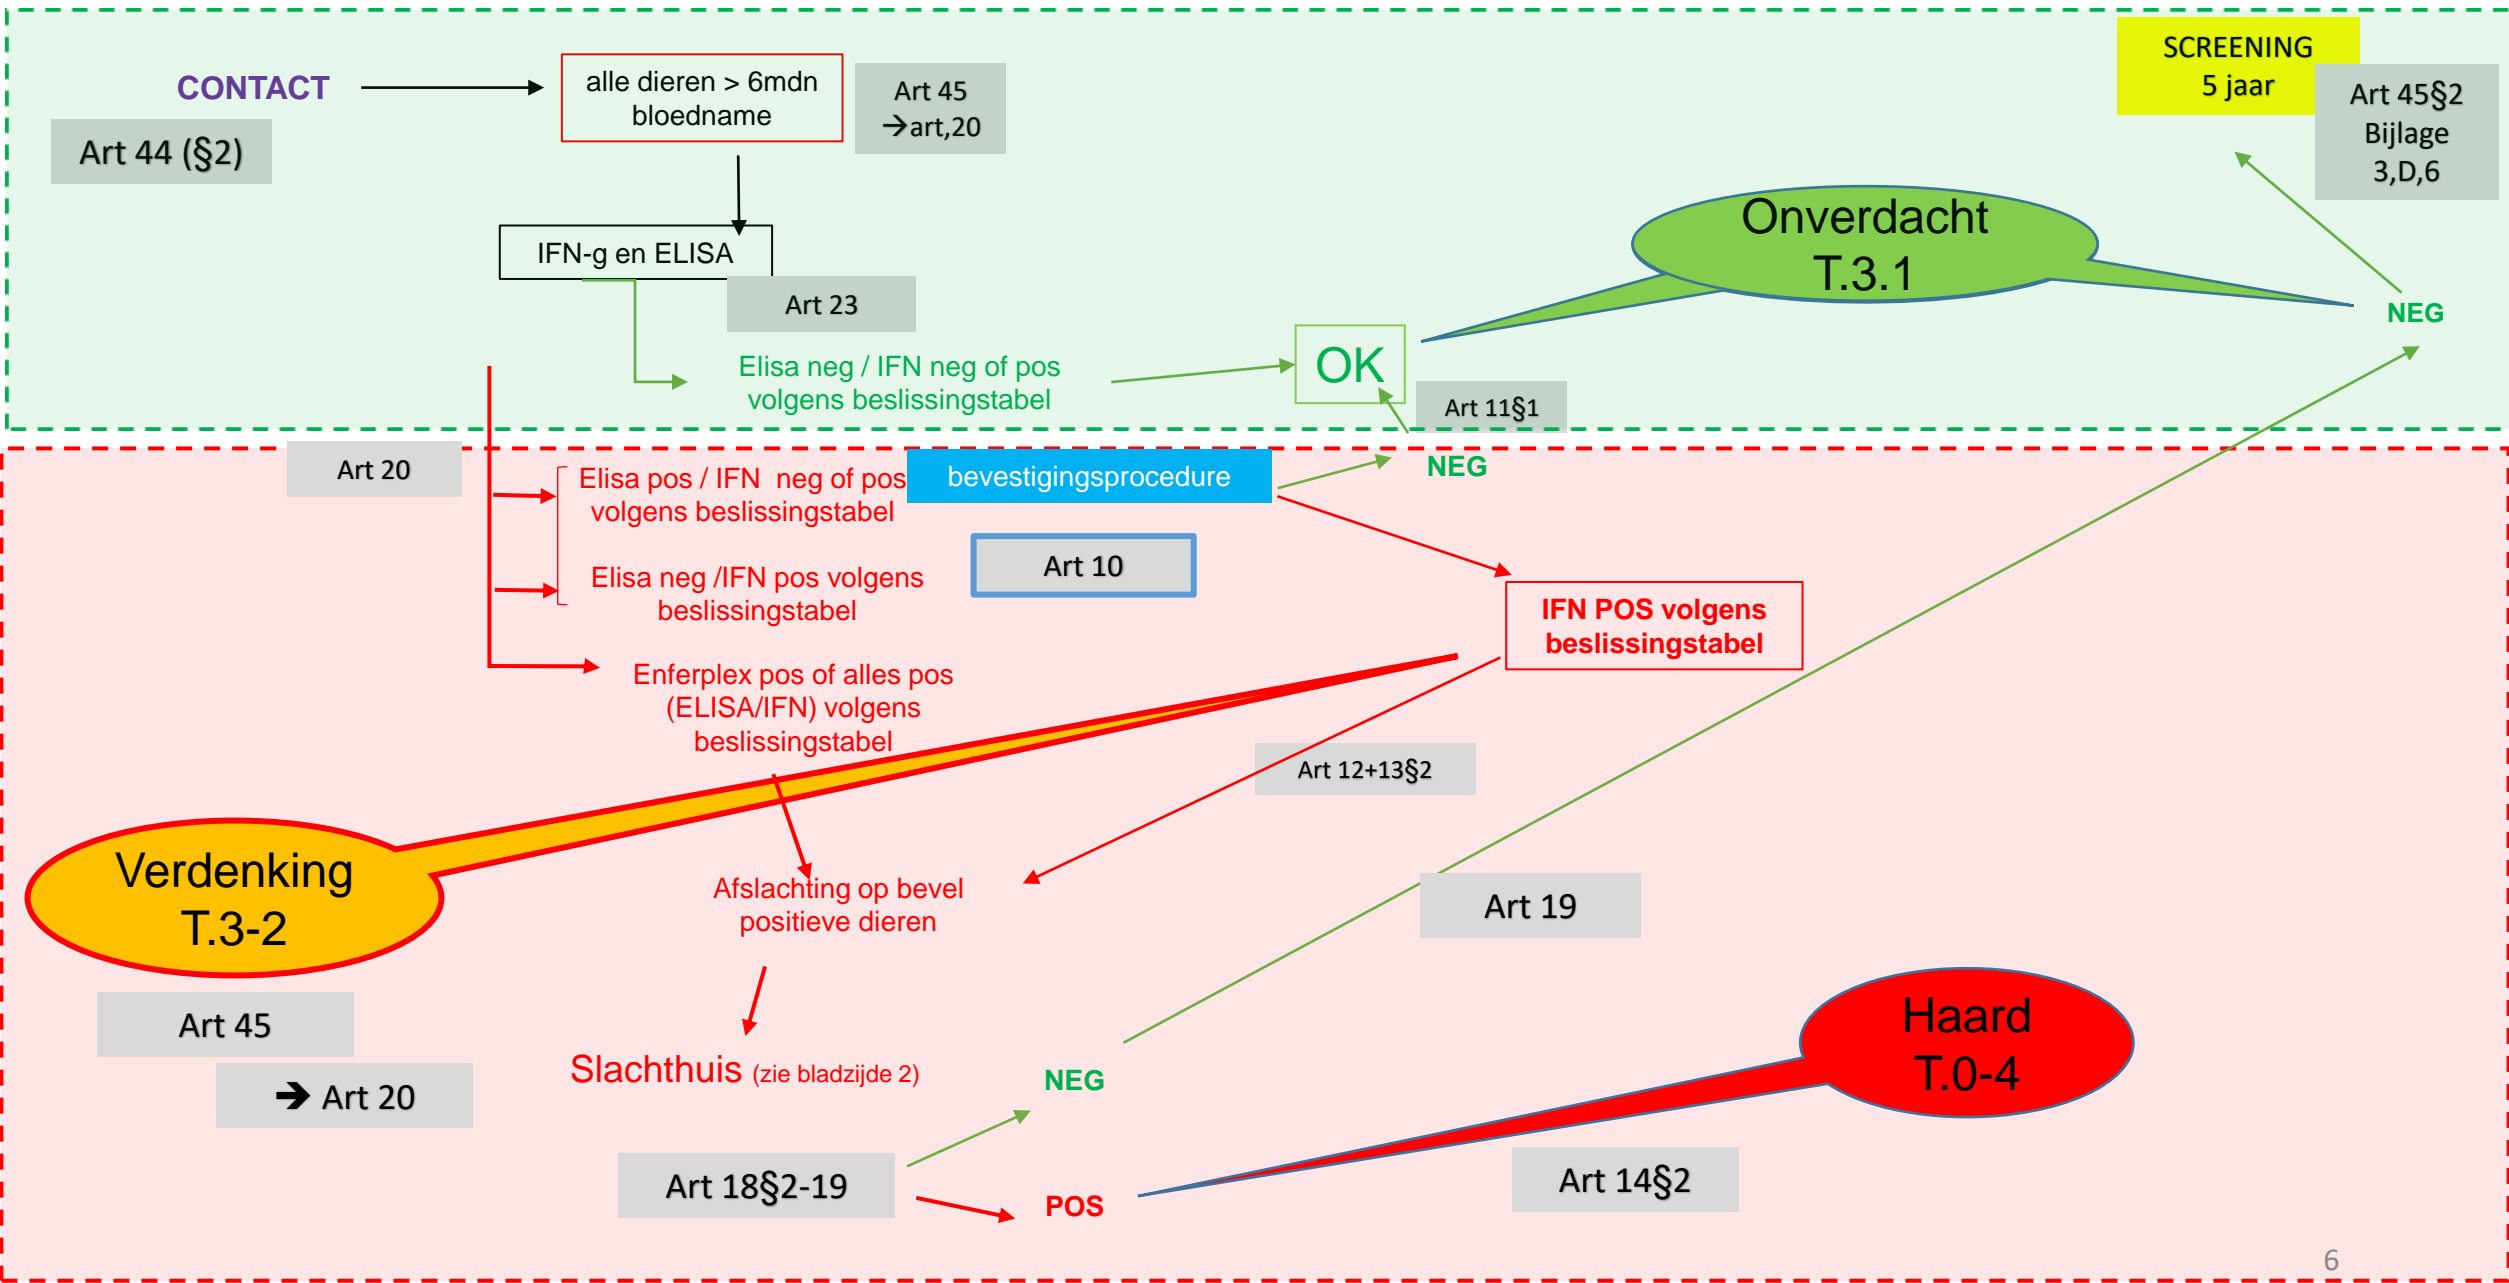 CONTACT
Art 44 (§2)
alle dieren > 6mdn
bloedname
Art 45
→art,20
SCREENING
5 jaar
Art 45§2
Bijlage
3,D,6
IFN-g en ELISA
Art 23
Onverdacht
T.3.1
NEG
Elisa neg / IFN neg of pos
volgens beslissingstabel
OK
Art 11§1
Art 20
Elisa pos / IFN neg of pos
volgens beslissingstabel
bevestigingsprocedure
NEG
Art 10
Elisa neg /IFN pos volgens
beslissingstabel
IFN POS volgens
beslissingstabel
Enferplex pos of alles pos
(ELISA/IFN) volgens
beslissingstabel
Art 12+13§2
Verdenking
T.3-2
Afslachting op bevel
positieve dieren
Art 19
Art 45
➔ Art 20
Slachthuis (zie bladzijde 2)
NEG
Haard
T.0-4
Art 18§2-19
POS
Art 14§2
6